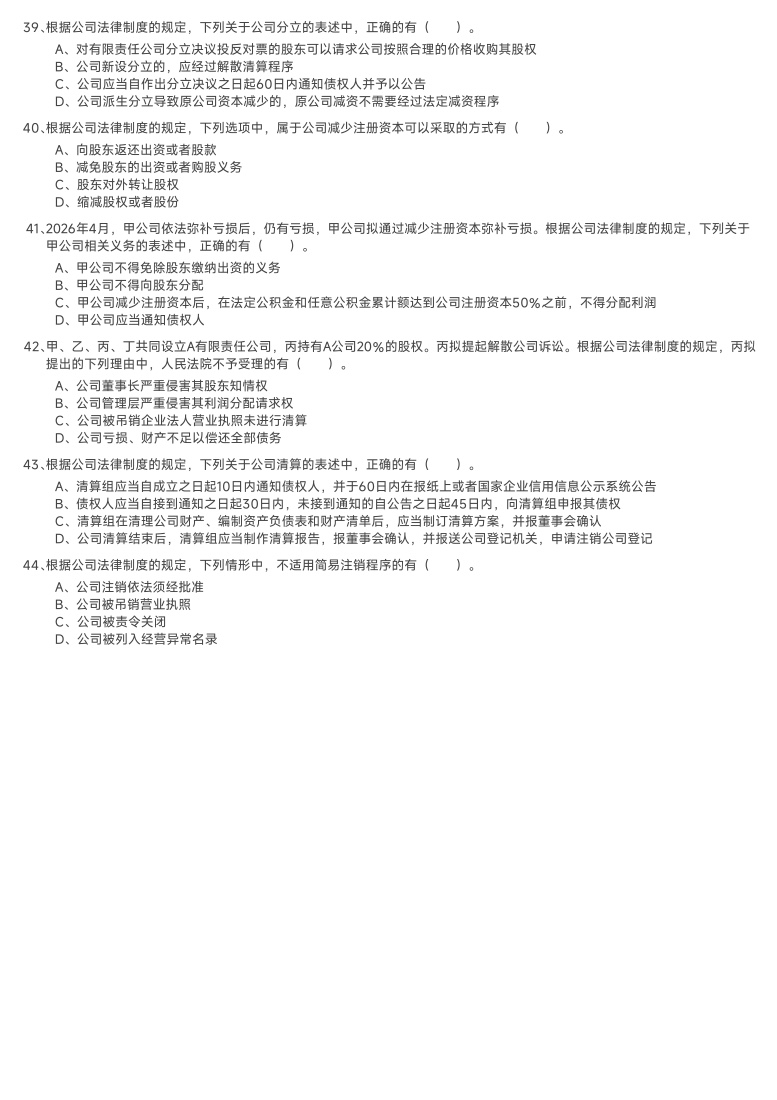 39、根据公司法律制度的规定，下列关于公司分立的表述中，正确的有（　　）。
A、对有限责任公司分立决议投反对票的股东可以请求公司按照合理的价格收购其股权
B、公司新设分立的，应经过解散清算程序
C、公司应当自作出分立决议之日起60日内通知债权人并予以公告
D、公司派生分立导致原公司资本减少的，原公司减资不需要经过法定减资程序
40、根据公司法律制度的规定，下列选项中，属于公司减少注册资本可以采取的方式有（　　）。
A、向股东返还出资或者股款
B、减免股东的出资或者购股义务
C、股东对外转让股权
D、缩减股权或者股份
41、2026年4月，甲公司依法弥补亏损后，仍有亏损，甲公司拟通过减少注册资本弥补亏损。根据公司法律制度的规定，下列关于
甲公司相关义务的表述中，正确的有（　　）。
A、甲公司不得免除股东缴纳出资的义务
B、甲公司不得向股东分配
C、甲公司减少注册资本后，在法定公积金和任意公积金累计额达到公司注册资本50%之前，不得分配利润
D、甲公司应当通知债权人
42、甲、乙、丙、丁共同设立A有限责任公司，丙持有A公司20%的股权。丙拟提起解散公司诉讼。根据公司法律制度的规定，丙拟
提出的下列理由中，人民法院不予受理的有（　　）。
A、公司董事长严重侵害其股东知情权
B、公司管理层严重侵害其利润分配请求权
C、公司被吊销企业法人营业执照未进行清算
D、公司亏损、财产不足以偿还全部债务
43、根据公司法律制度的规定，下列关于公司清算的表述中，正确的有（　　）。
A、清算组应当自成立之日起10日内通知债权人，并于60日内在报纸上或者国家企业信用信息公示系统公告
B、债权人应当自接到通知之日起30日内，未接到通知的自公告之日起45日内，向清算组申报其债权
C、清算组在清理公司财产、编制资产负债表和财产清单后，应当制订清算方案，并报董事会确认
D、公司清算结束后，清算组应当制作清算报告，报董事会确认，并报送公司登记机关，申请注销公司登记
44、根据公司法律制度的规定，下列情形中，不适用简易注销程序的有（　　）。
A、公司注销依法须经批准
B、公司被吊销营业执照
C、公司被责令关闭
D、公司被列入经营异常名录